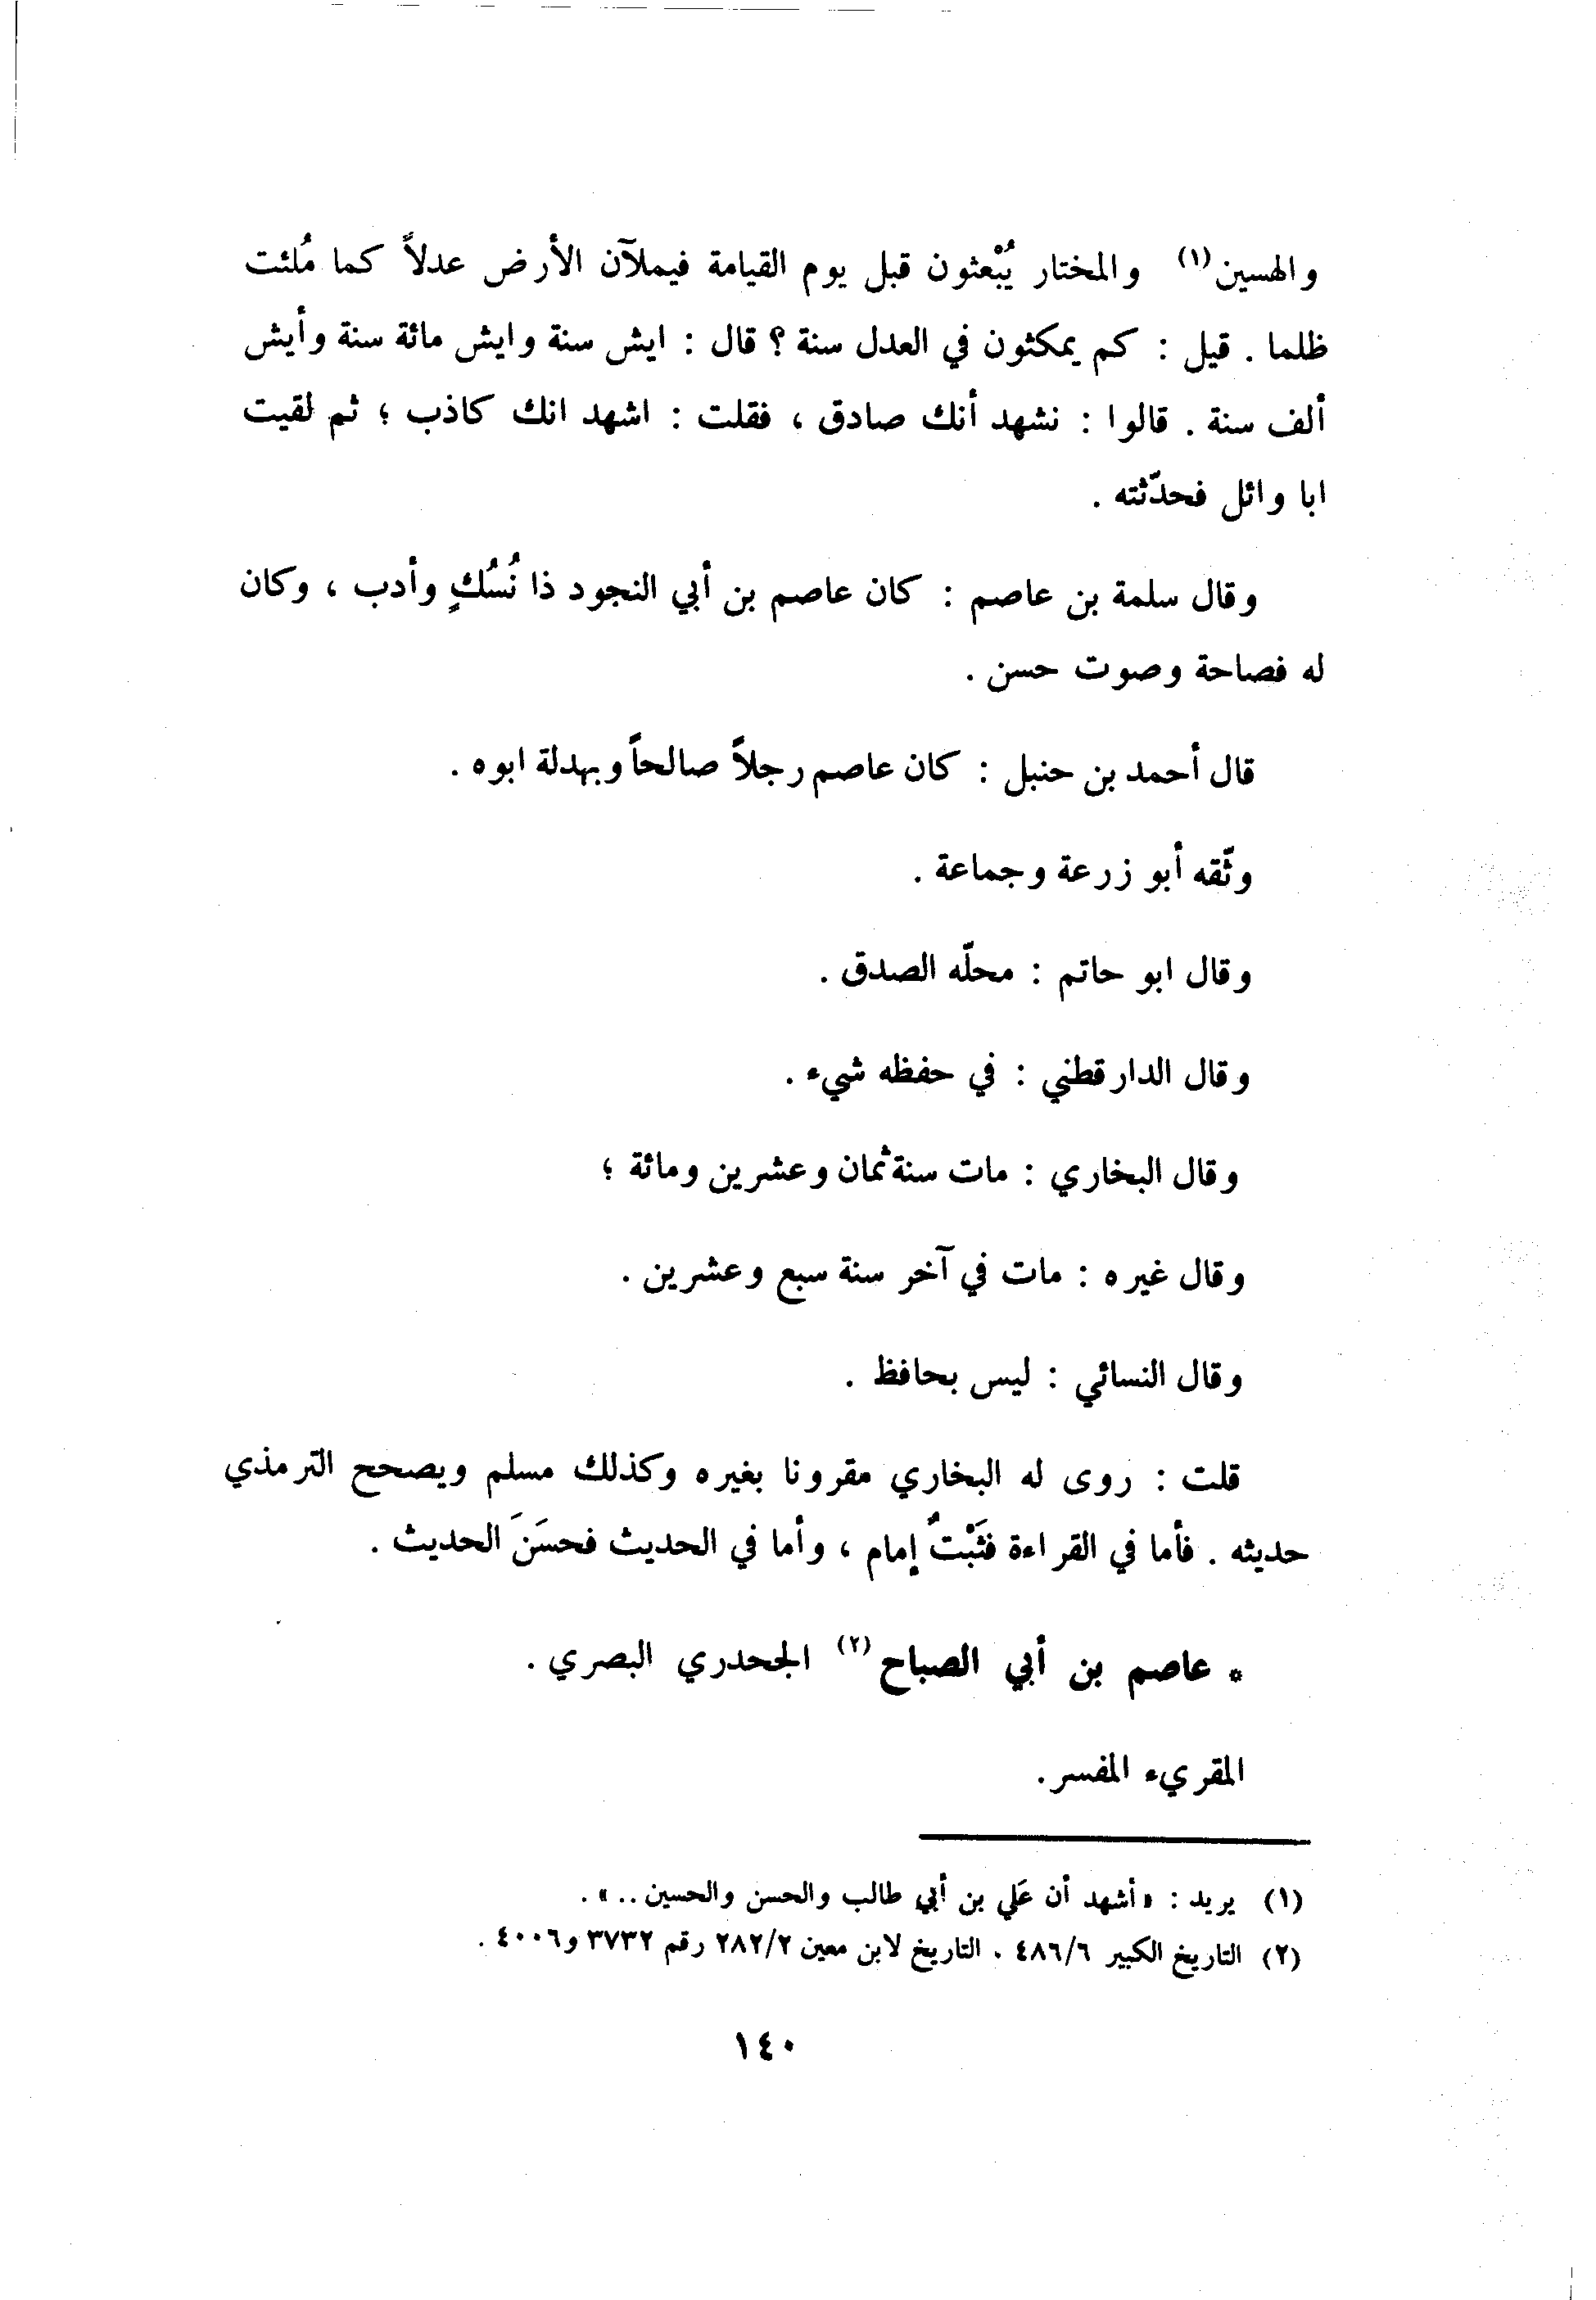 والهسين(١) والمختار يُبْعثون قبل يوم القيامة فيملآن الأرض عدلاً كما مُلئت
ظلما . قيل : كم يمكثون في العدل سنة ؟ قال : ايش سنة وايش مائة سنة وأيش
ألف سنة . قالوا : نشهد أنك صادق ، فقلت : اشهد انك كاذب ؛ ثم لقيت
ابا وائل فحدّثته .
وقال سلمة بن عاصم : كان عاصم بن أبي النجود ذا نُسُكٍ وأدب ، وكان
له فصاحة وصوت حسن .
قال أحمد بن حنبل : كان عاصم رجلاً صالحاً وبهدلة ابوه .
وثّقه أبو زرعة وجماعة .
وقال ابو حاتم : محلّه الصدق .
وقال الدارقطني : في حفظه شيء .
وقال البخاري : مات سنة ثمان وعشرين ومائة ؛
وقال غيره : مات في آخر سنة سبع وعشرين .
وقال النسائي : ليس بحافظ .
قلت : روى له البخاري مقرونا بغيره وكذلك مسلم ويصحح الترمذي
حديثه . فأما في القراءة فثَبْتٌ إمام ، وأما في الحديث فحسَنَ الحديث .
* عاصم بن أبي الصباح (٢) الجحدري البصري .
المقريء المفسر .
(١) يريد : «أشهد أن عَلي بن أبي طالب والحسن والحسين ..» .
(٢) التاريخ الكبير ٤٨٦/٦ . التاريخ لابن معين ٢٨٢/٢ رقم ٣٧٣٢ و٤٠٠٦ .
١٤٠